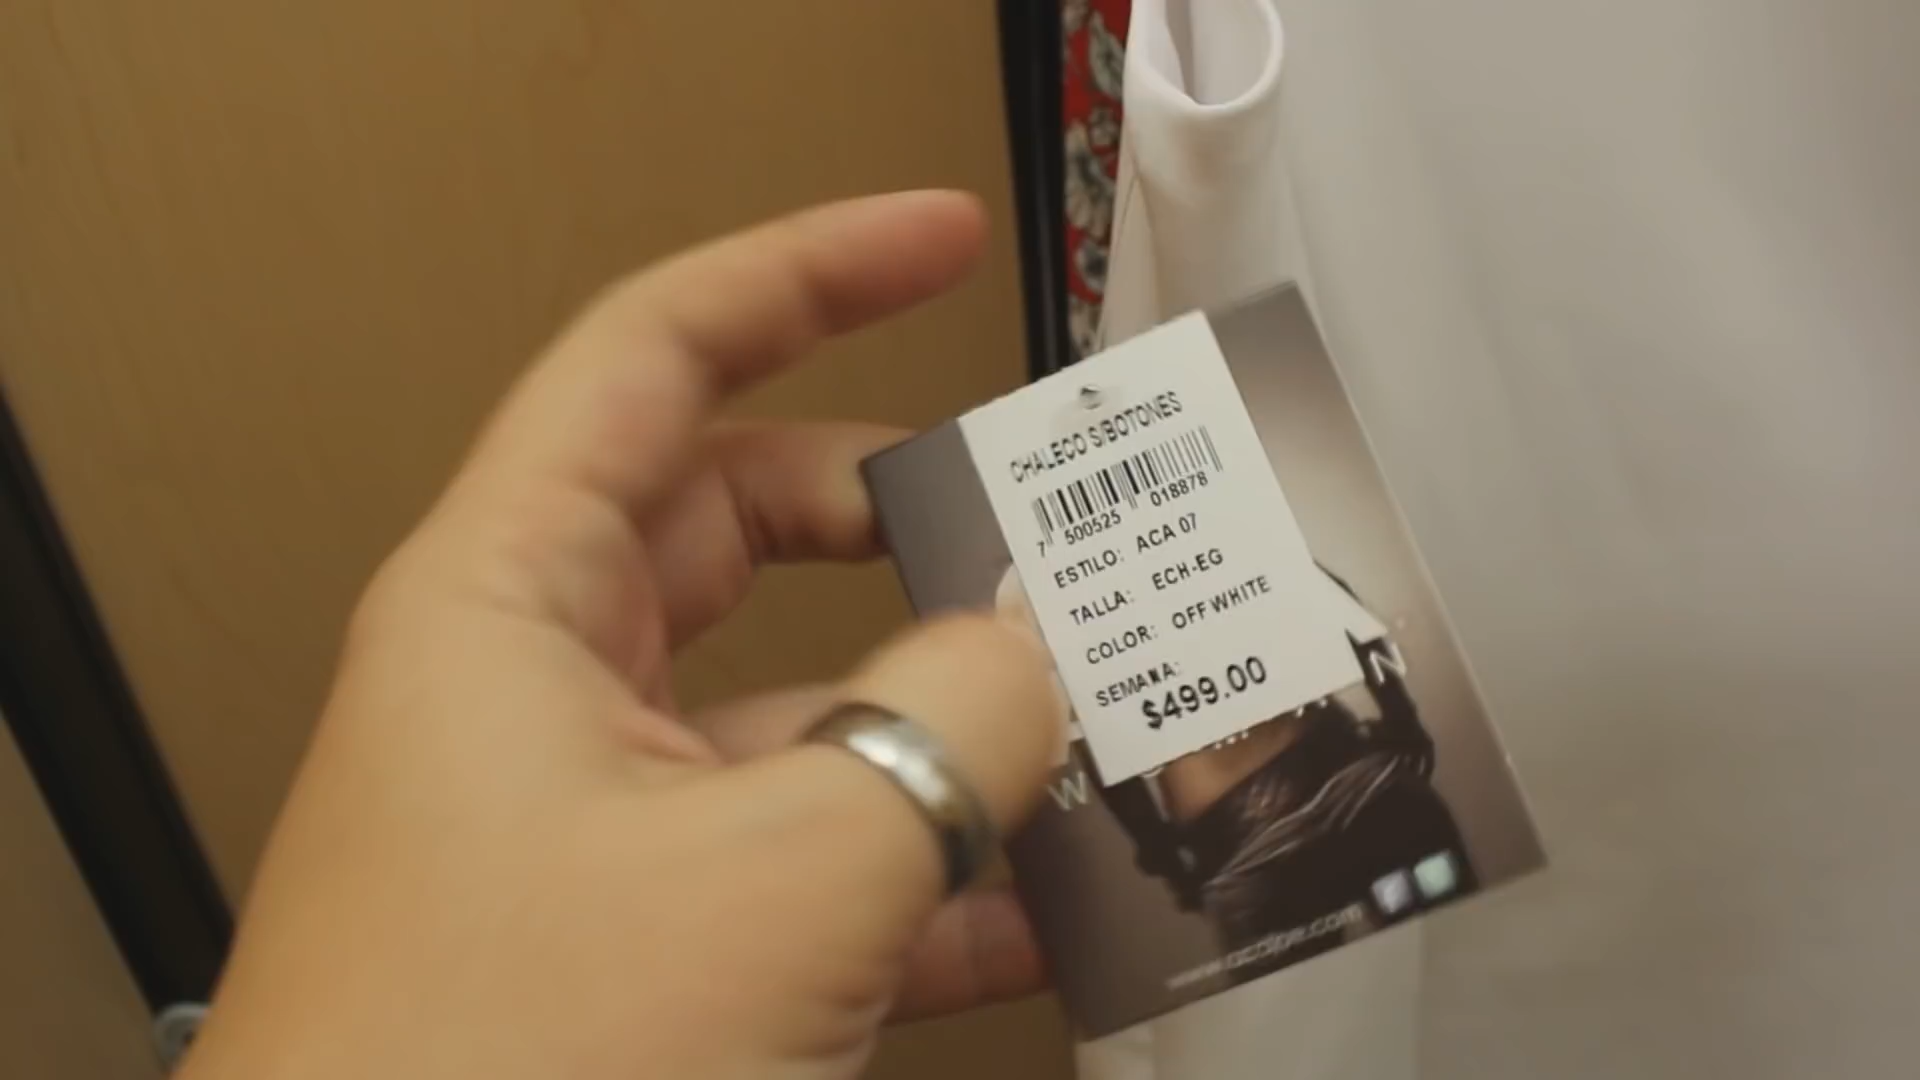 CHALECO S/BOTONES
7 500525 018878
ESTILO: ACA 07
TALLA: ECH-EG
COLOR: OFF WHITE
SEMANA:
$499.00
W
N